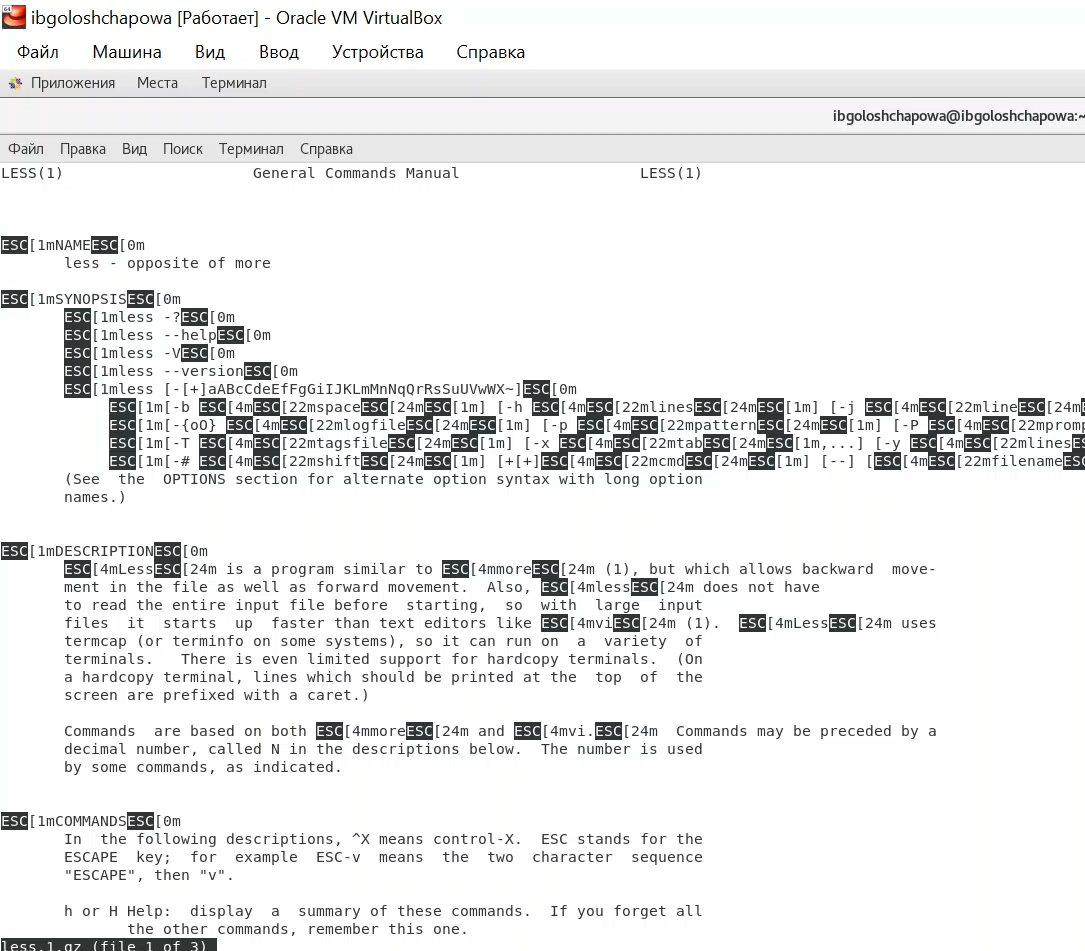 64
ibgoloshchapowa [Работает] - Oracle VM VirtualBox
Файл Машина Вид Ввод Устройства Справка
Приложения Места Терминал
ibgoloshchapowa@ibgoloshchapowa:~
Файл Правка Вид Поиск Терминал Справка
LESS(1) General Commands Manual LESS(1)
ESC[1mNAMEESC[0m
less - opposite of more
ESC[1mSYNOPSISESC[0m
ESC[1mless -?ESC[0m
ESC[1mless --helpESC[0m
ESC[1mless -VESC[0m
ESC[1mless --versionESC[0m
ESC[1mless [-[+]aABcCdeEfFgGiIJKLmMnNqQrRsSuUVwWX~]ESC[0m
ESC[1m[-b ESC[4mESC[22mspaceESC[24mESC[1m] [-h ESC[4mESC[22mlinesESC[24mESC[1m] [-j ESC[4mESC[22mlineESC[24mE
ESC[1m[-{oO} ESC[4mESC[22mlogfileESC[24mESC[1m] [-p ESC[4mESC[22mpatternESC[24mESC[1m] [-P ESC[4mESC[22mpromp
ESC[1m[-T ESC[4mESC[22mtagsfileESC[24mESC[1m] [-x ESC[4mESC[22mtabESC[24mESC[1m,...] [-y ESC[4mESC[22mlinesES
ESC[1m[-# ESC[4mESC[22mshiftESC[24mESC[1m] [+[+]ESC[4mESC[22mcmdESC[24mESC[1m] [--] [ESC[4mESC[22mfilenameESC
(See the OPTIONS section for alternate option syntax with long option
names.)
ESC[1mDESCRIPTIONESC[0m
ESC[4mLessESC[24m is a program similar to ESC[4mmoreESC[24m (1), but which allows backward move-
ment in the file as well as forward movement. Also, ESC[4mlessESC[24m does not have
to read the entire input file before starting, so with large input
files it starts up faster than text editors like ESC[4mviESC[24m (1). ESC[4mLessESC[24m uses
termcap (or terminfo on some systems), so it can run on a variety of
terminals. There is even limited support for hardcopy terminals. (On
a hardcopy terminal, lines which should be printed at the top of the
screen are prefixed with a caret.)
Commands are based on both ESC[4mmoreESC[24m and ESC[4mvi.ESC[24m Commands may be preceded by a
decimal number, called N in the descriptions below. The number is used
by some commands, as indicated.
ESC[1mCOMMANDSESC[0m
In the following descriptions, ^X means control-X. ESC stands for the
ESCAPE key; for example ESC-v means the two character sequence
"ESCAPE", then "v".
h or H Help: display a summary of these commands. If you forget all
the other commands, remember this one.
less.1.gz (file 1 of 3)